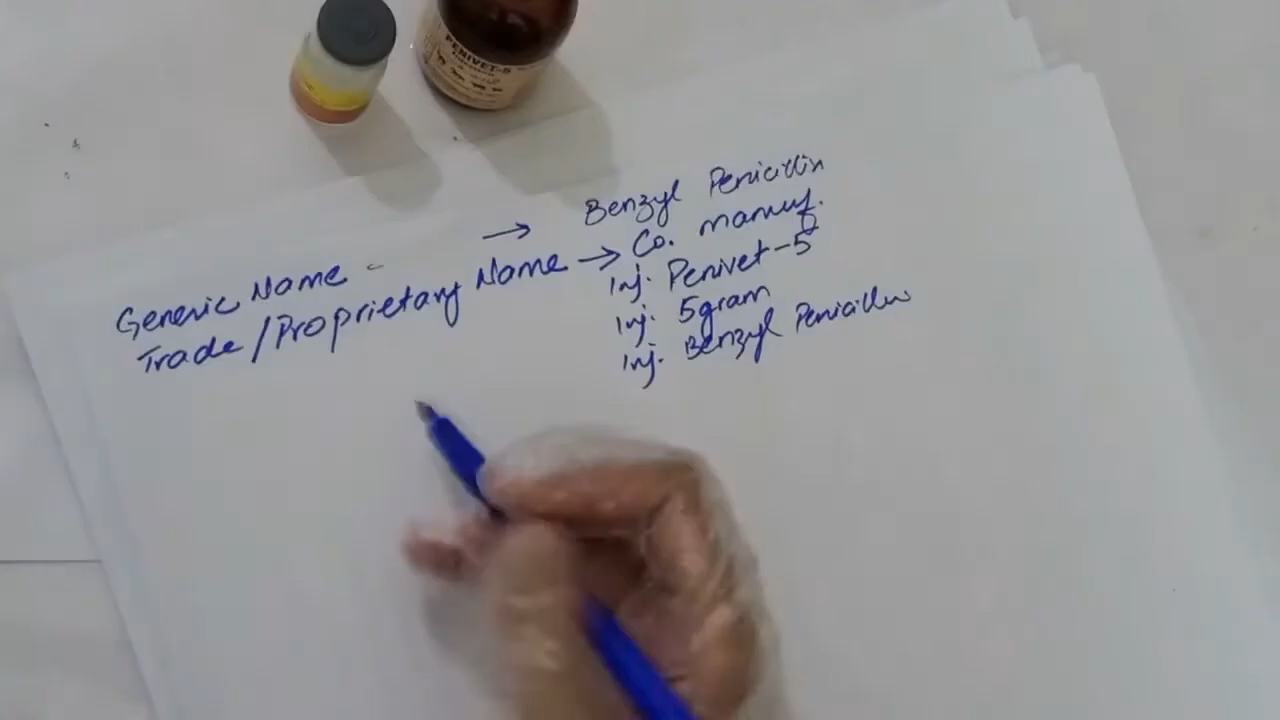 PENIVET-5
Generic Name - → Benzyl Penicillin
Trade/Proprietary Name → Co. manuf.
Inj. Penivet-5
Inj. 5gram
Inj. Benzyl Penicillin